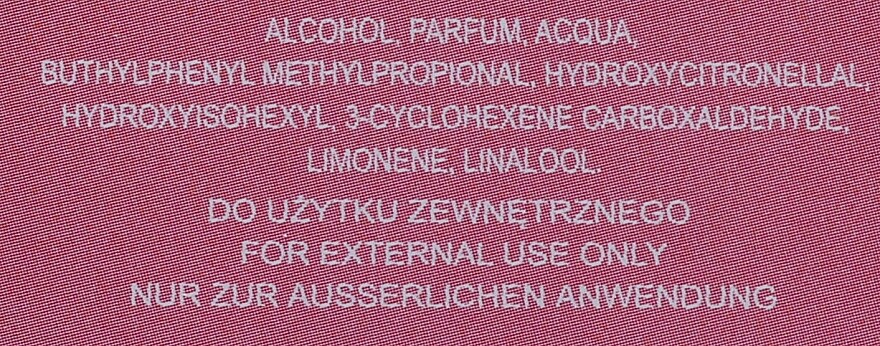 ALCOHOL, PARFUM, ACQUA,
BUTHYLPHENYL METHYLPROPIONAL, HYDROXYCITRONELLAL,
HYDROXYISOHEXYL, 3-CYCLOHEXENE CARBOXALDEHYDE,
LIMONENE, LINALOOL.
DO UŻYTKU ZEWNĘTRZNEGO
FOR EXTERNAL USE ONLY
NUR ZUR AUSSERLICHEN ANWENDUNG